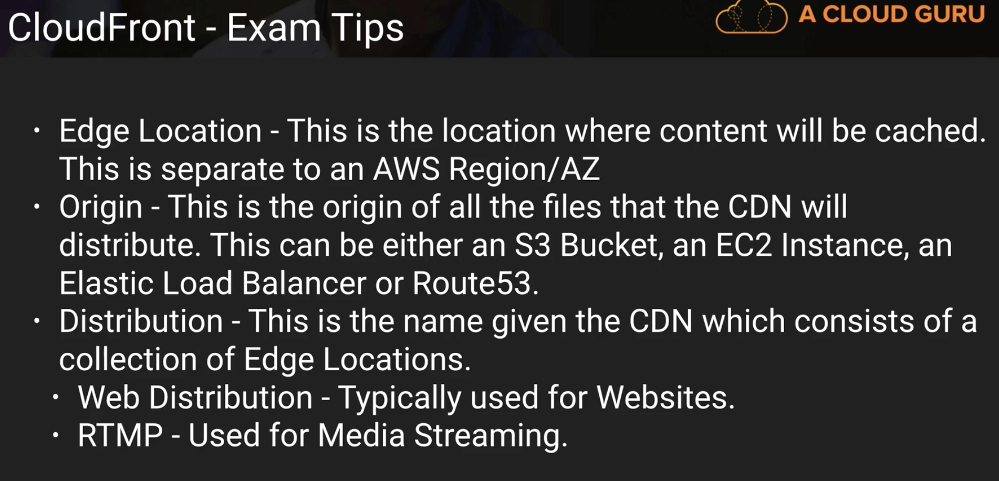 CloudFront - Exam Tips
A CLOUD GURU
• Edge Location - This is the location where content will be cached.
This is separate to an AWS Region/AZ
• Origin - This is the origin of all the files that the CDN will
distribute. This can be either an S3 Bucket, an EC2 Instance, an
Elastic Load Balancer or Route53.
• Distribution - This is the name given the CDN which consists of a
collection of Edge Locations.
• Web Distribution - Typically used for Websites.
• RTMP - Used for Media Streaming.